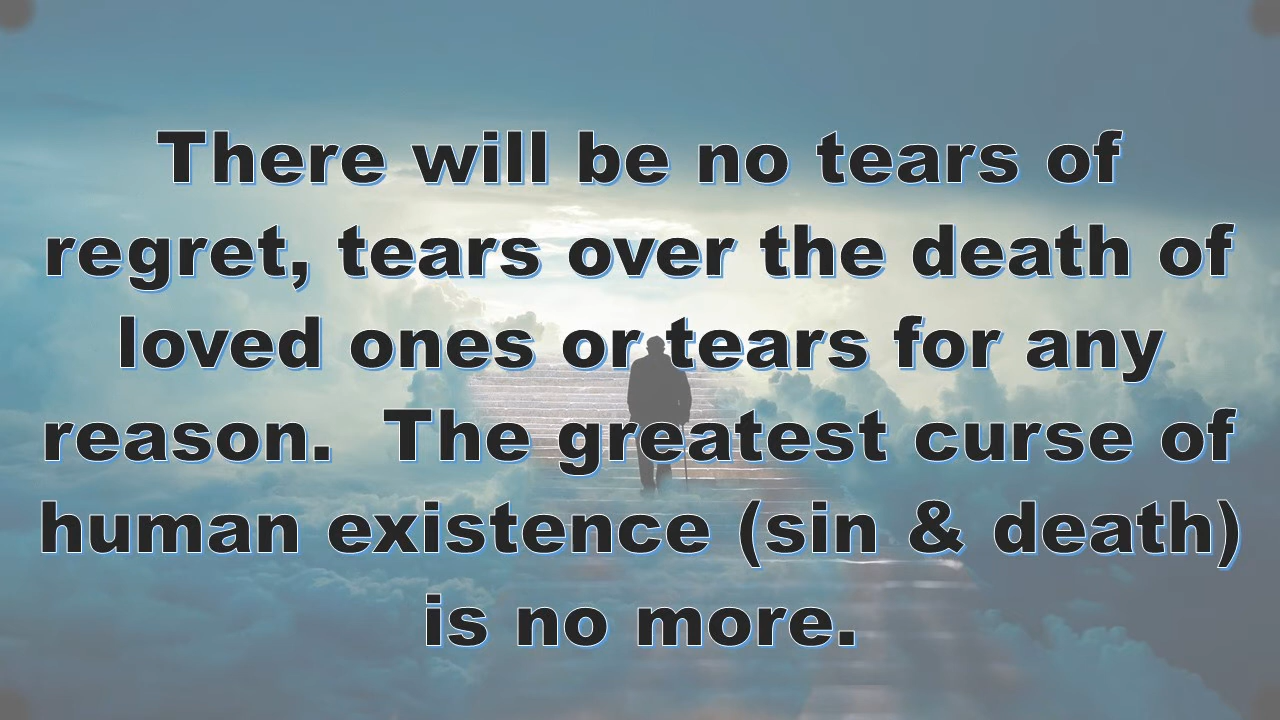 There will be no tears of
regret, tears over the death of
loved ones or tears for any
reason.  The greatest curse of
human existence (sin & death)
is no more.